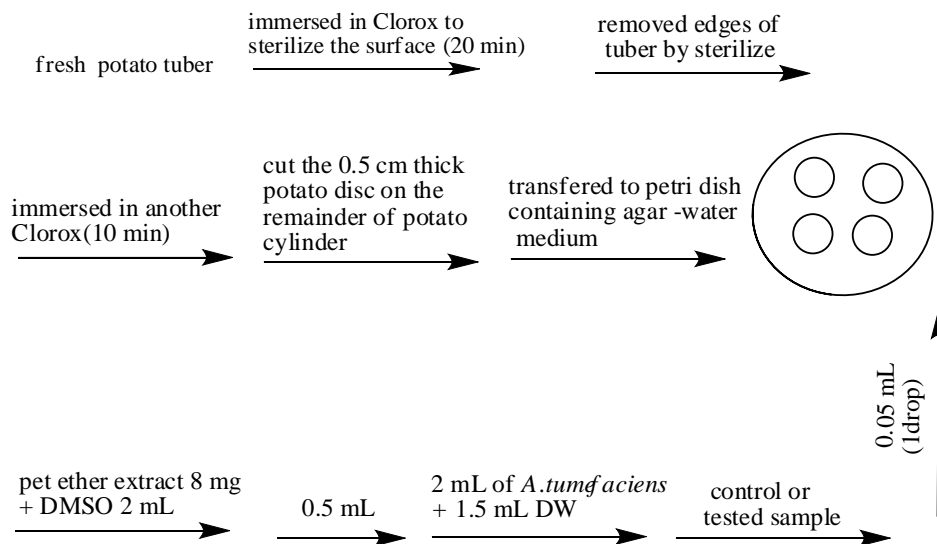 fresh potato tuber
immersed in Clorox to
sterilize the surface (20 min)
removed edges of
tuber by sterilize
immersed in another
Clorox(10 min)
cut the 0.5 cm thick
potato disc on the
remainder of potato
cylinder
transfered to petri dish
containing agar -water
medium
pet ether extract 8 mg
+ DMSO 2 mL
0.5 mL
2 mL of A.tumefaciens
+ 1.5 mL DW
control or
tested sample
0.05 mL
(1drop)